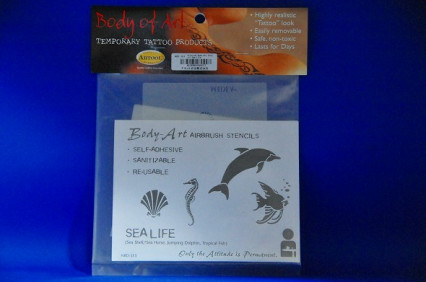 Body of Art
TEMPORARY TATTOO PRODUCTS
ARTOOL
• Highly realistic
"Tattoo" look
• Easily removable
• Safe, non-toxic
• Lasts for Days
Body-Art AIRBRUSH STENCILS
• SELF-ADHESIVE
• SANITIZABLE
• RE-USABLE
SEA LIFE
Only the Attitude is Permanent.